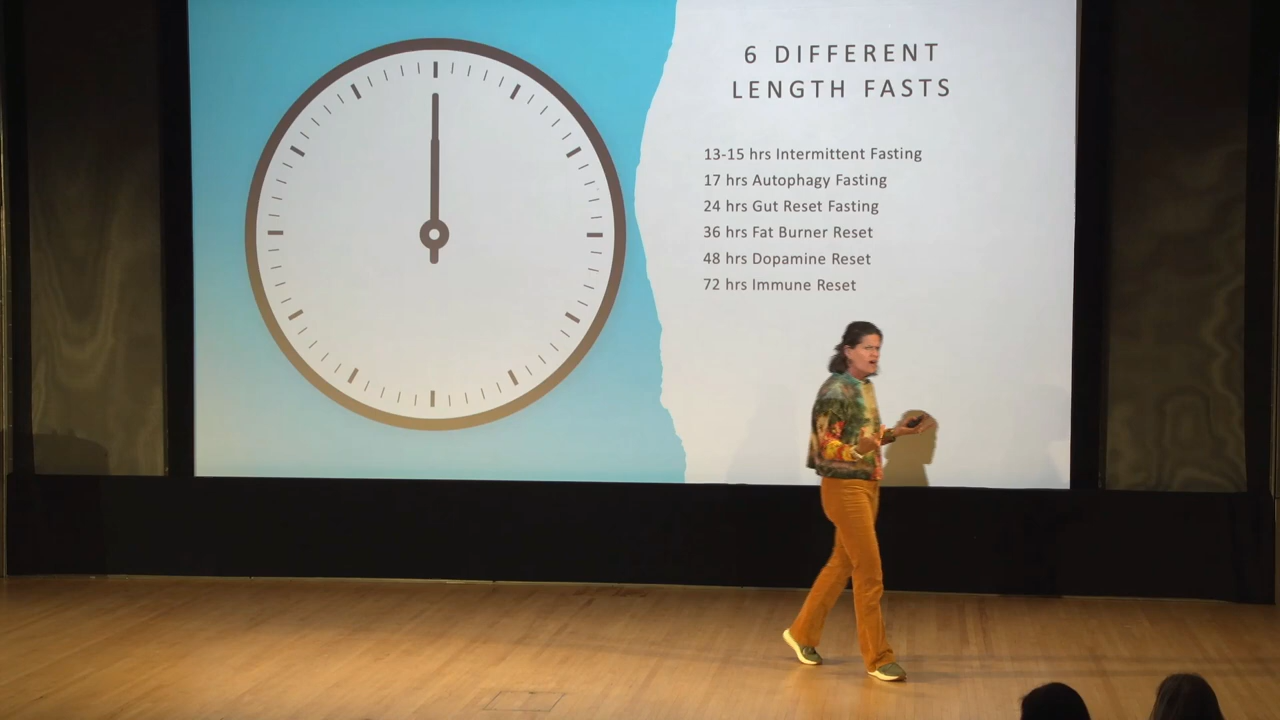 6 DIFFERENT
LENGTH FASTS
13-15 hrs Intermittent Fasting
17 hrs Autophagy Fasting
24 hrs Gut Reset Fasting
36 hrs Fat Burner Reset
48 hrs Dopamine Reset
72 hrs Immune Reset